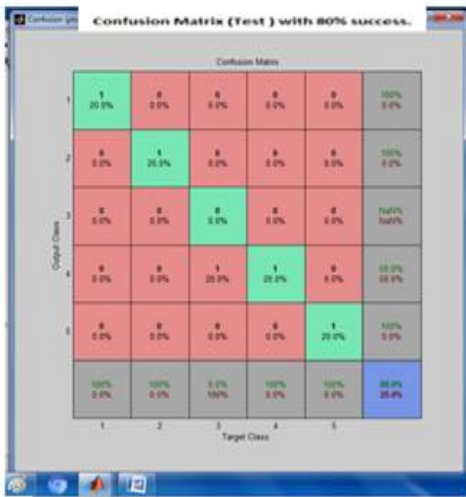 Confusion Matrix (Test ) with 80% success.
Confusion Matrix
1 0 0 0 0 100%
1 20.0% 0.0% 0.0% 0.0% 0.0% 0.0%
0 1 0 0 0 100%
2 0.0% 20.0% 0.0% 0.0% 0.0% 0.0%
0 0 0 0 0 NaN%
3 0.0% 0.0% 0.0% 0.0% 0.0% NaN%
0 0 1 1 0 50.0%
4 0.0% 0.0% 20.0% 20.0% 0.0% 50.0%
0 0 0 0 1 100%
5 0.0% 0.0% 0.0% 0.0% 20.0% 0.0%
100% 100% 0.0% 100% 100% 80.0%
0.0% 0.0% 100% 0.0% 0.0% 20.0%
1 2 3 4 5
Output Class
Target Class